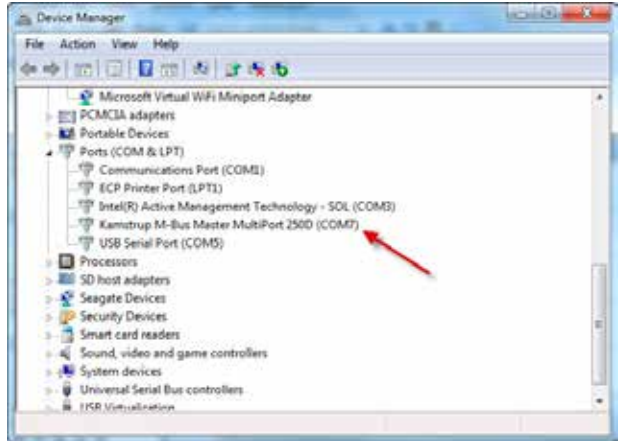 Device Manager
File Action View Help
Microsoft Virtual WiFi Miniport Adapter
PCMCIA adapters
Portable Devices
Ports (COM & LPT)
Communications Port (COM1)
ECP Printer Port (LPT1)
Intel(R) Active Management Technology - SOL (COM3)
Kamstrup M-Bus Master MultiPort 250D (COM7)
USB Serial Port (COM5)
Processors
SD host adapters
Seagate Devices
Security Devices
Smart card readers
Sound, video and game controllers
System devices
Universal Serial Bus controllers
USB Virtualization